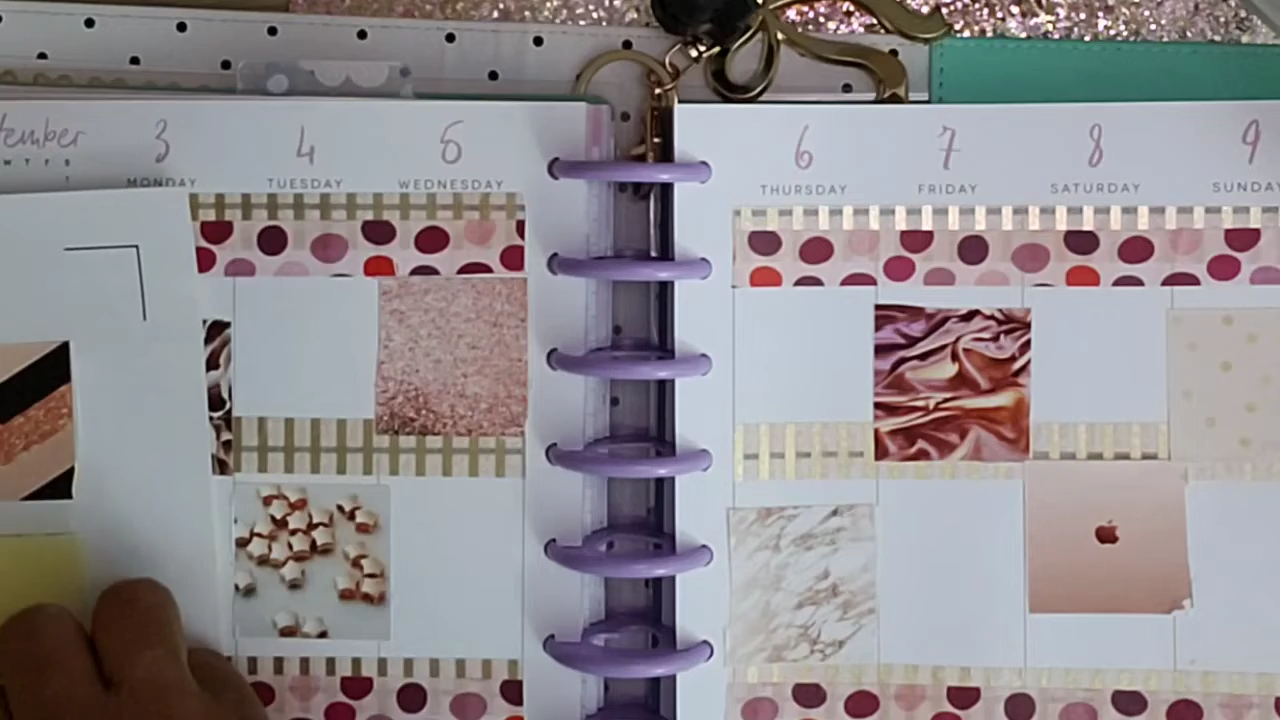 tember
W T F S
3 4 5
MONDAY TUESDAY WEDNESDAY
6 7 8 9
THURSDAY FRIDAY SATURDAY SUNDAY